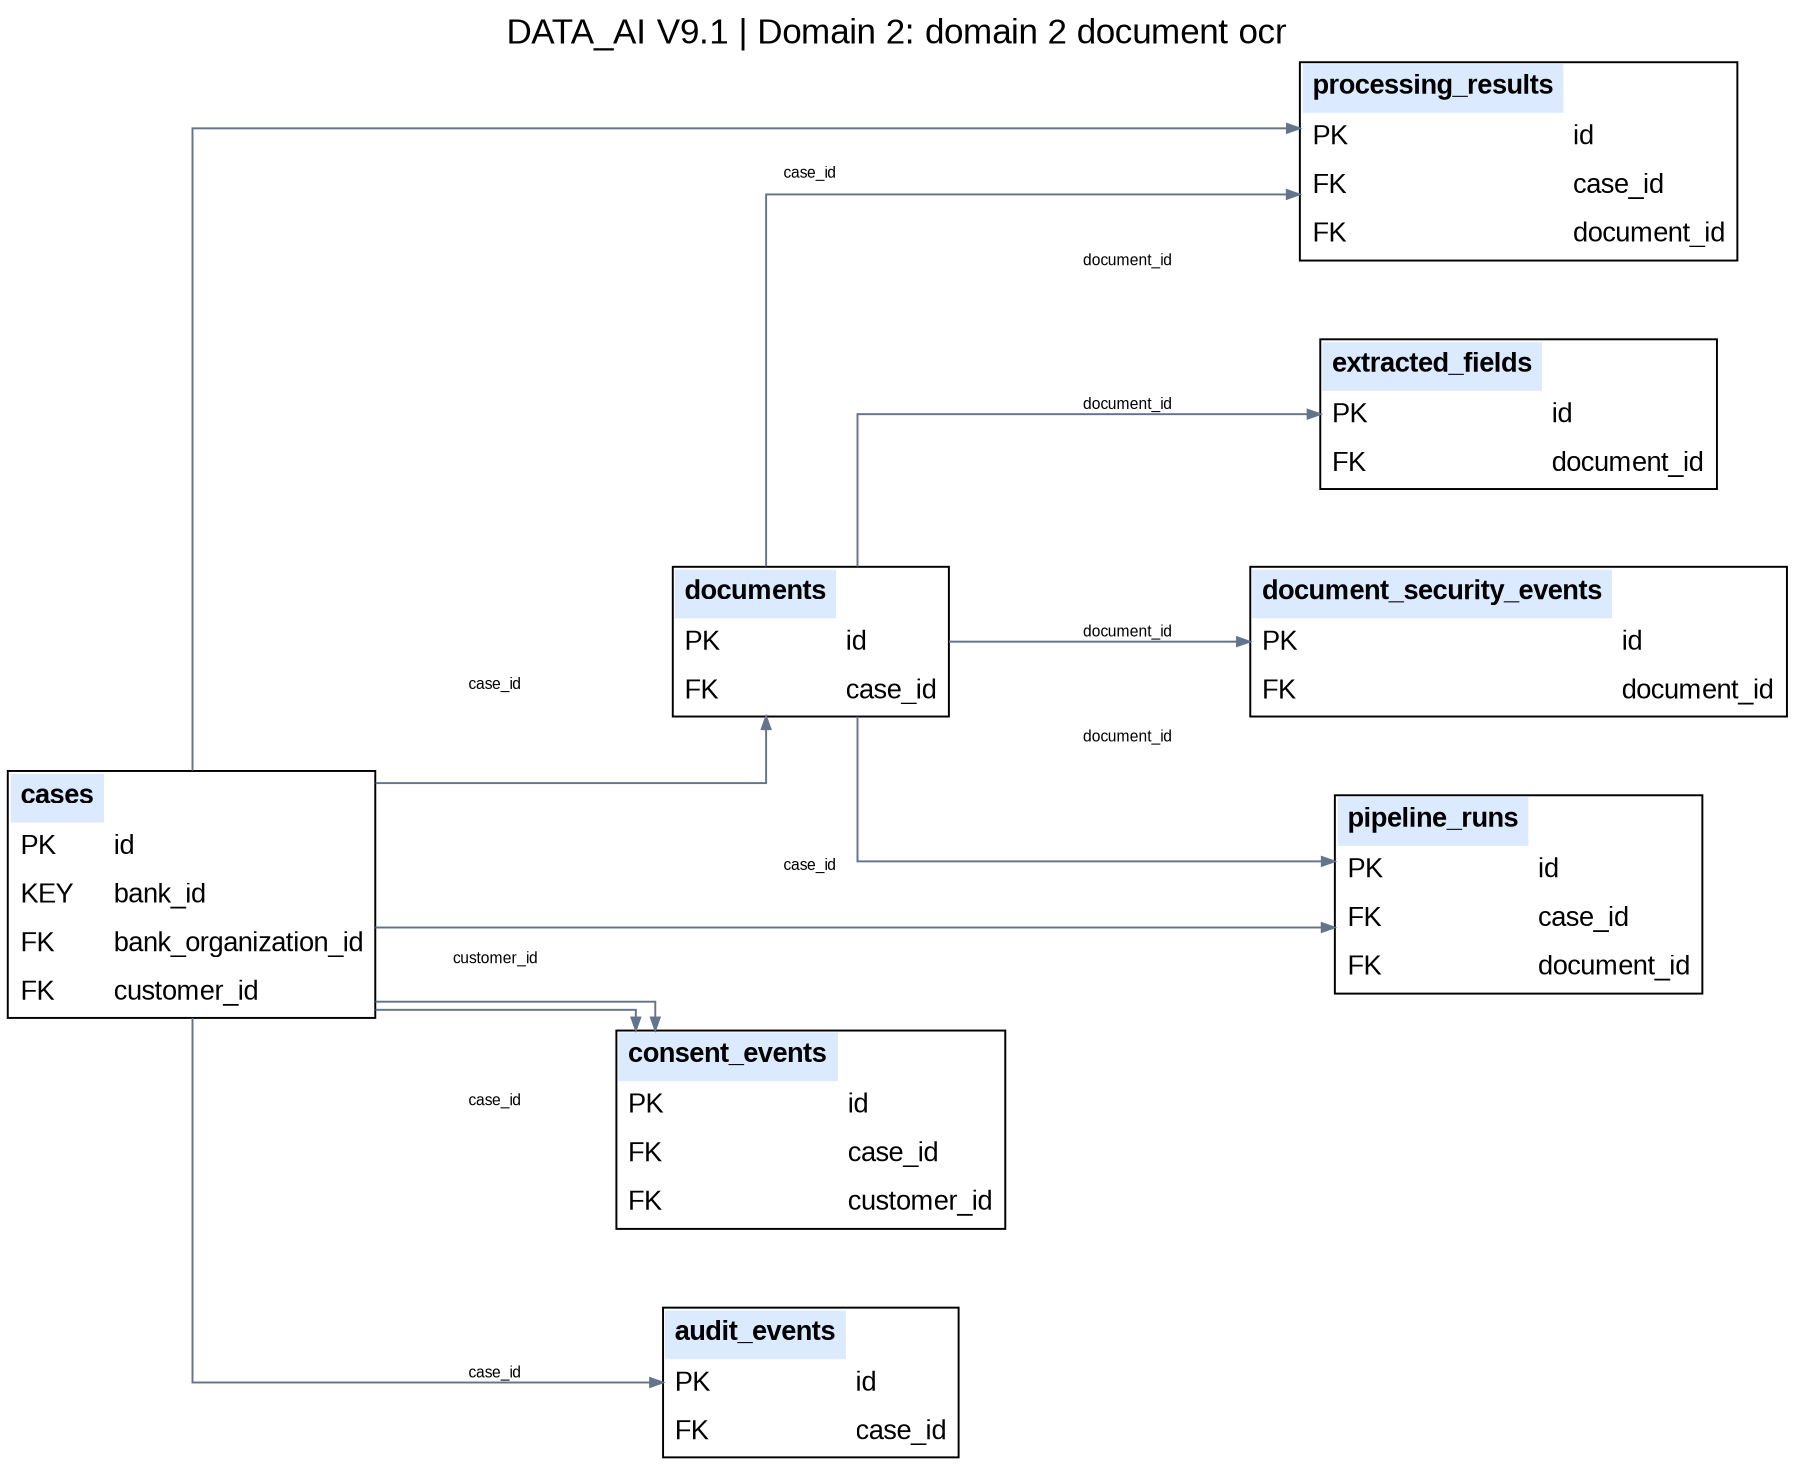 DATA_AI V9.1 | Domain 2: domain 2 document ocr
processing_results
PK id
FK case_id
FK document_id
case_id
document_id
extracted_fields
PK id
FK document_id
document_id
documents
PK id
FK case_id
document_security_events
PK id
FK document_id
document_id
case_id
document_id
cases
PK id
KEY bank_id
FK bank_organization_id
FK customer_id
pipeline_runs
PK id
FK case_id
FK document_id
case_id
customer_id
consent_events
PK id
FK case_id
FK customer_id
case_id
audit_events
PK id
FK case_id
case_id